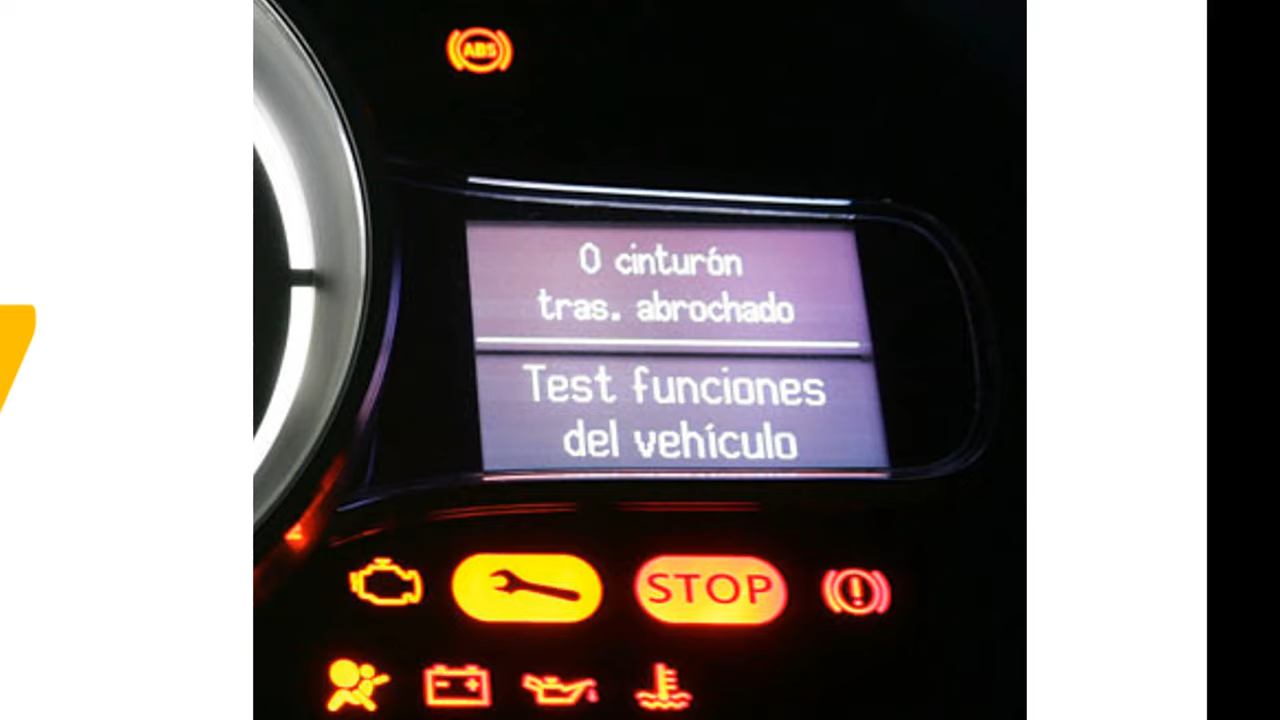 ABS
0 cinturón
tras. abrochado
Test funciones
del vehículo
STOP